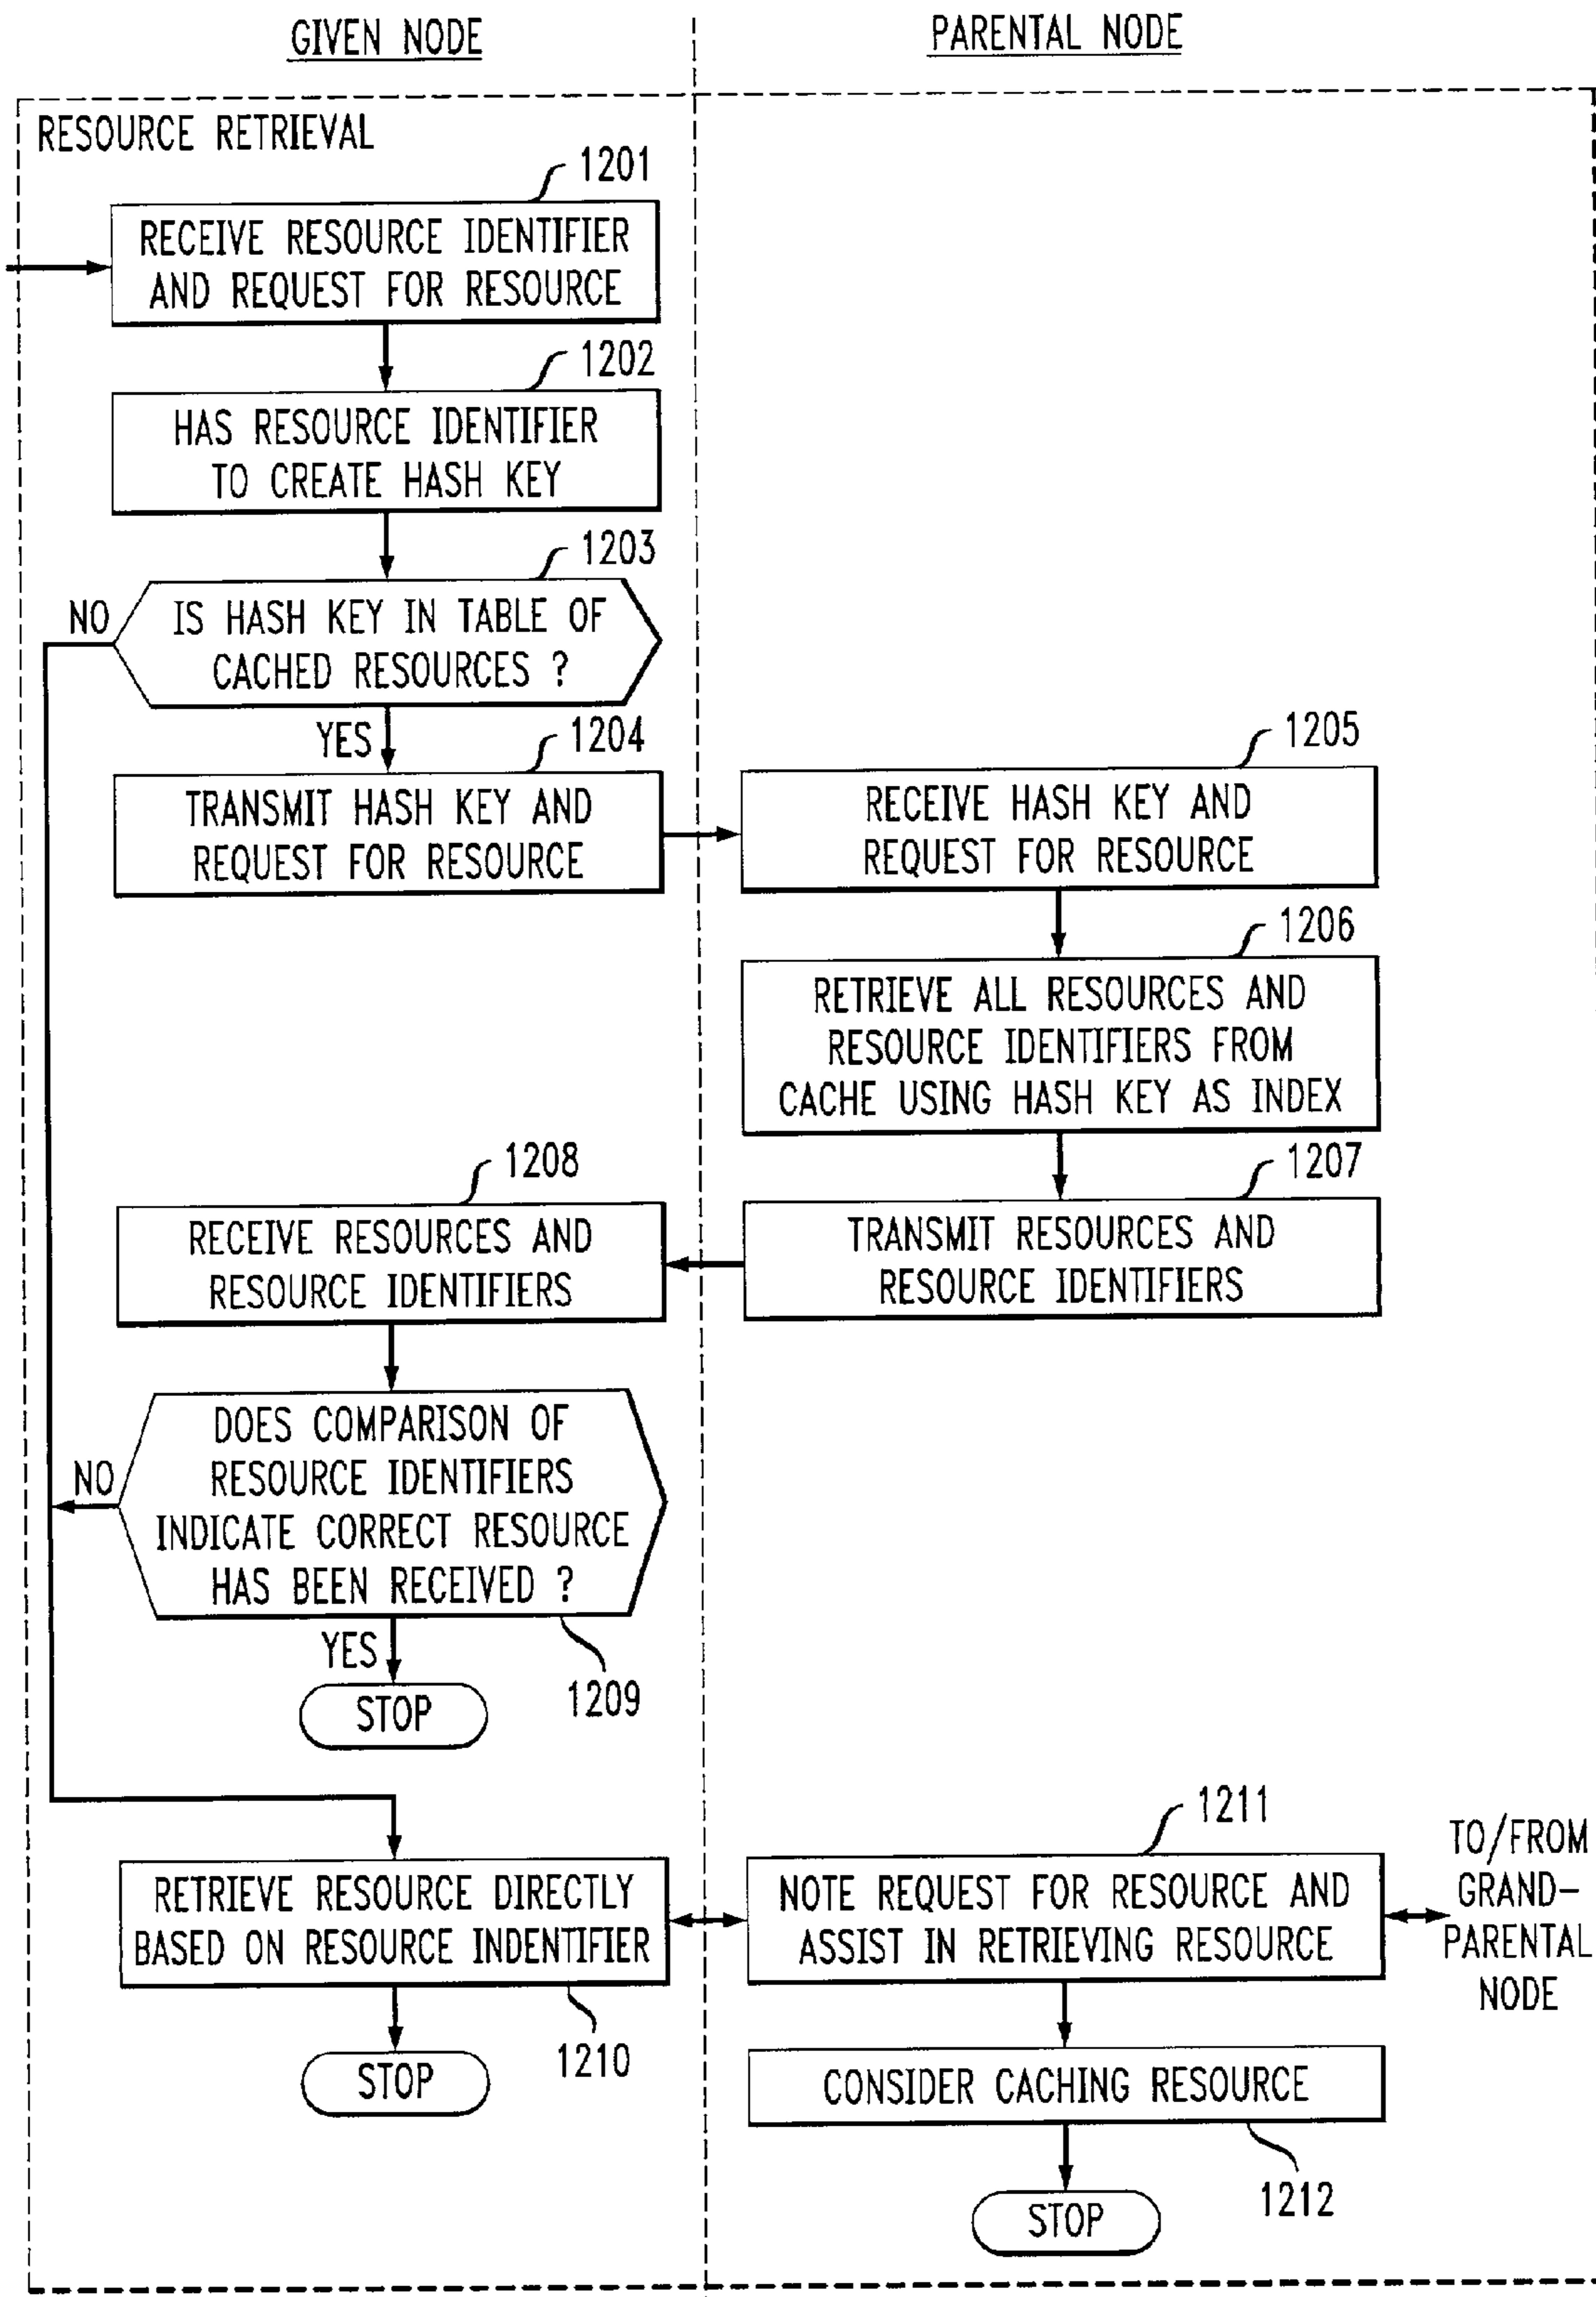 GIVEN NODE
PARENTAL NODE
RESOURCE RETRIEVAL
1201
RECEIVE RESOURCE IDENTIFIER
AND REQUEST FOR RESOURCE
1202
HAS RESOURCE IDENTIFIER
TO CREATE HASH KEY
1203
NO
IS HASH KEY IN TABLE OF
CACHED RESOURCES ?
YES
1204
TRANSMIT HASH KEY AND
REQUEST FOR RESOURCE
1205
RECEIVE HASH KEY AND
REQUEST FOR RESOURCE
1206
RETRIEVE ALL RESOURCES AND
RESOURCE IDENTIFIERS FROM
CACHE USING HASH KEY AS INDEX
1207
TRANSMIT RESOURCES AND
RESOURCE IDENTIFIERS
1208
RECEIVE RESOURCES AND
RESOURCE IDENTIFIERS
DOES COMPARISON OF
RESOURCE IDENTIFIERS
INDICATE CORRECT RESOURCE
HAS BEEN RECEIVED ?
NO
YES
1209
STOP
RETRIEVE RESOURCE DIRECTLY
BASED ON RESOURCE INDENTIFIER
1210
STOP
1211
NOTE REQUEST FOR RESOURCE AND
ASSIST IN RETRIEVING RESOURCE
TO/FROM
GRAND-
PARENTAL
NODE
CONSIDER CACHING RESOURCE
1212
STOP